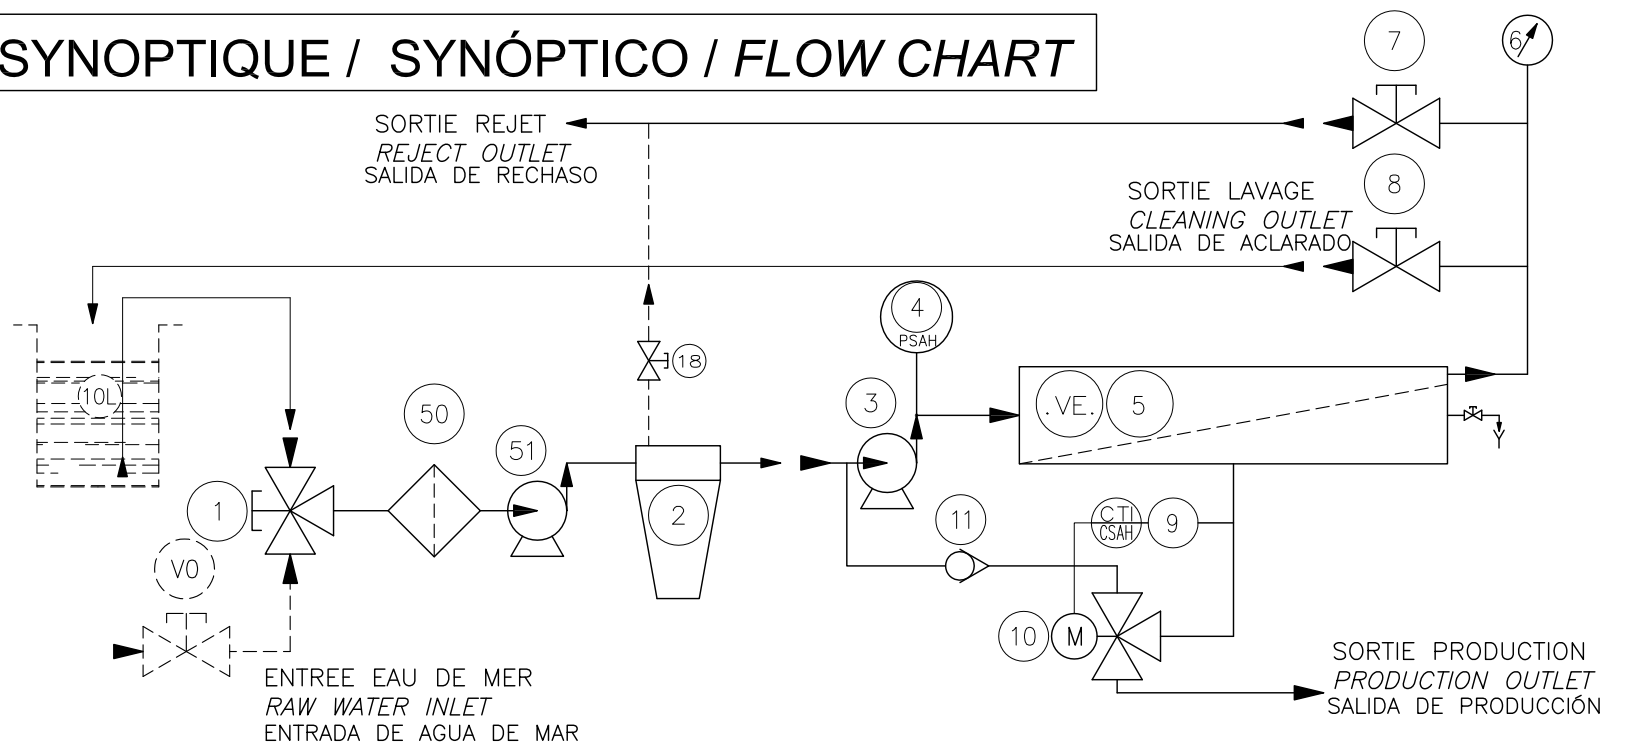 SYNOPTIQUE / SYNÓPTICO / FLOW CHART
7
6
SORTIE REJET
REJECT OUTLET
SALIDA DE RECHASO
8
SORTIE LAVAGE
CLEANING OUTLET
SALIDA DE ACLARADO
4
PSAH
18
10L
50
3
.VE.
5
51
1
2
11
CTI
CSAH
9
V0
10
M
ENTREE EAU DE MER
RAW WATER INLET
ENTRADA DE AGUA DE MAR
SORTIE PRODUCTION
PRODUCTION OUTLET
SALIDA DE PRODUCCIÓN